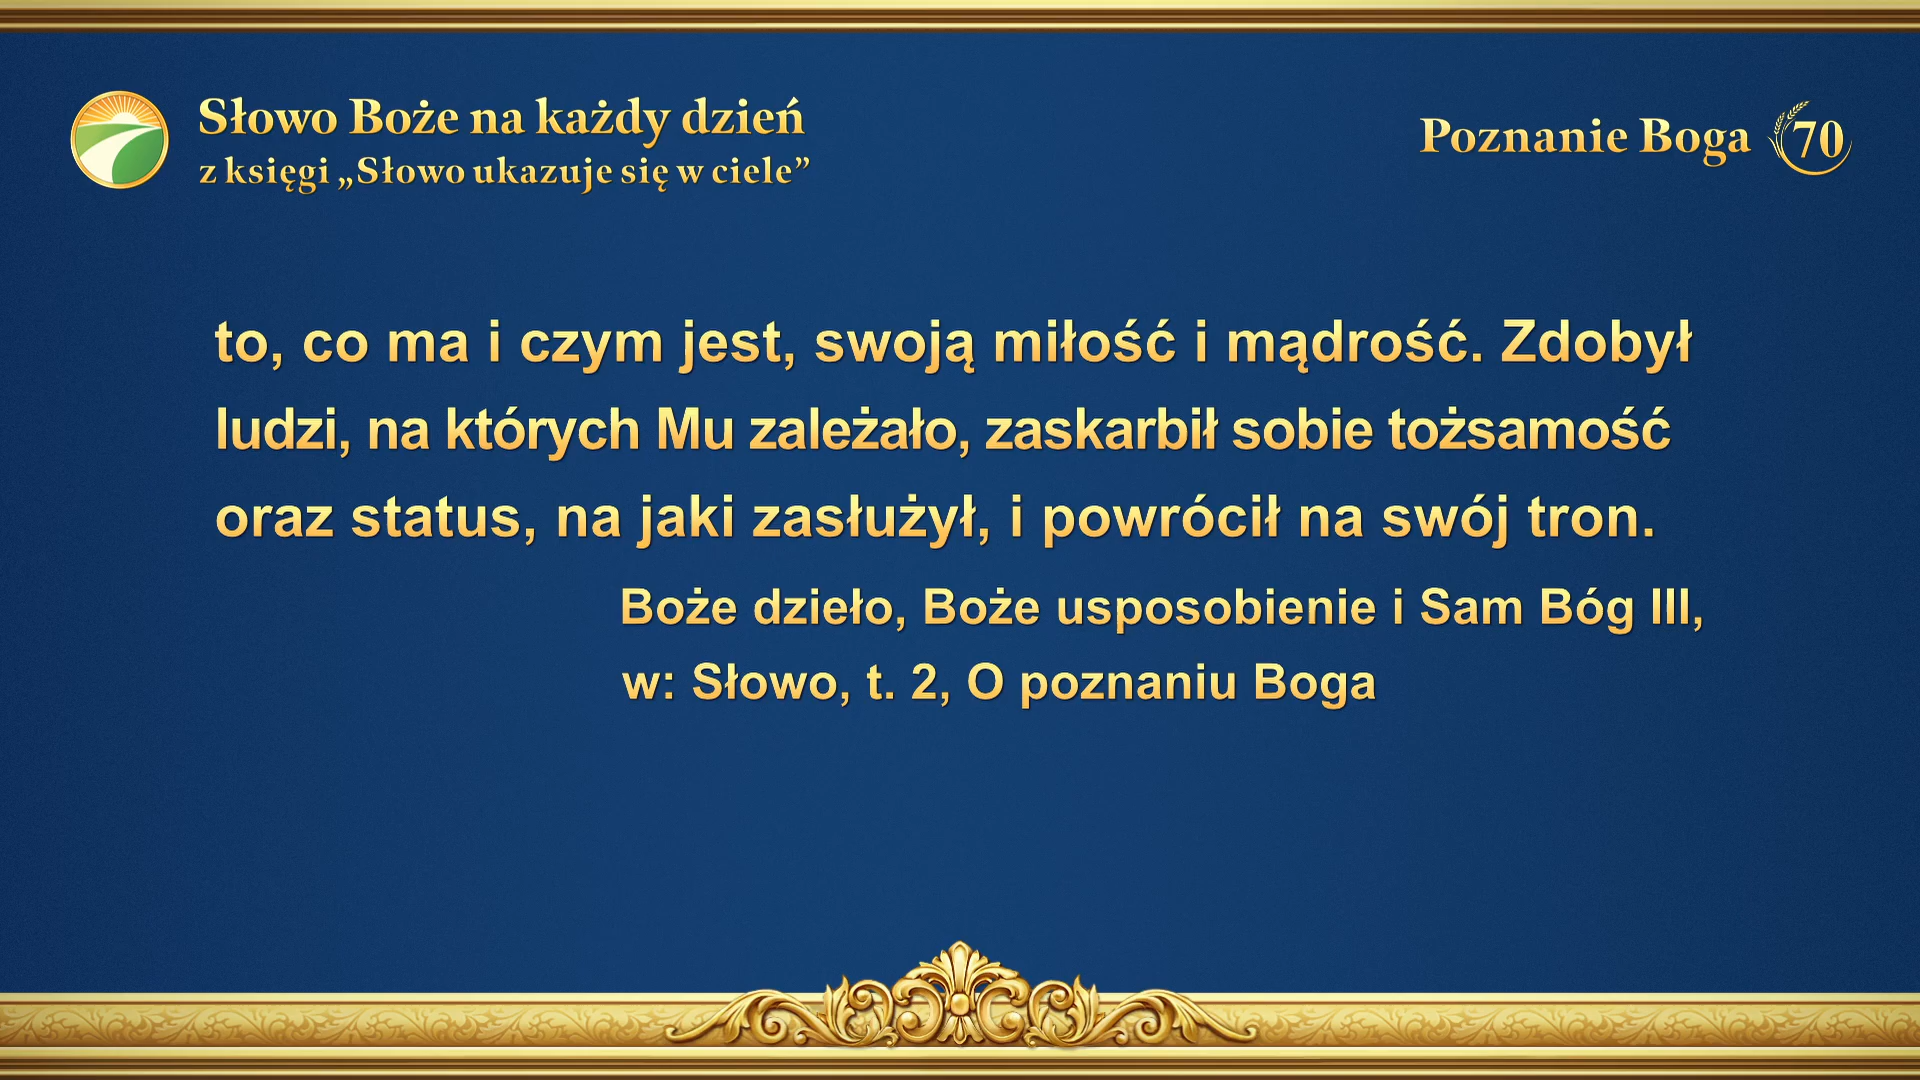 Słowo Boże na każdy dzień
z księgi „Słowo ukazuje się w ciele”
Poznanie Boga 70
to, co ma i czym jest, swoją miłość i mądrość. Zdobył
ludzi, na których Mu zależało, zaskarbił sobie tożsamość
oraz status, na jaki zasłużył, i powrócił na swój tron.
Boże dzieło, Boże usposobienie i Sam Bóg III,
w: Słowo, t. 2, O poznaniu Boga